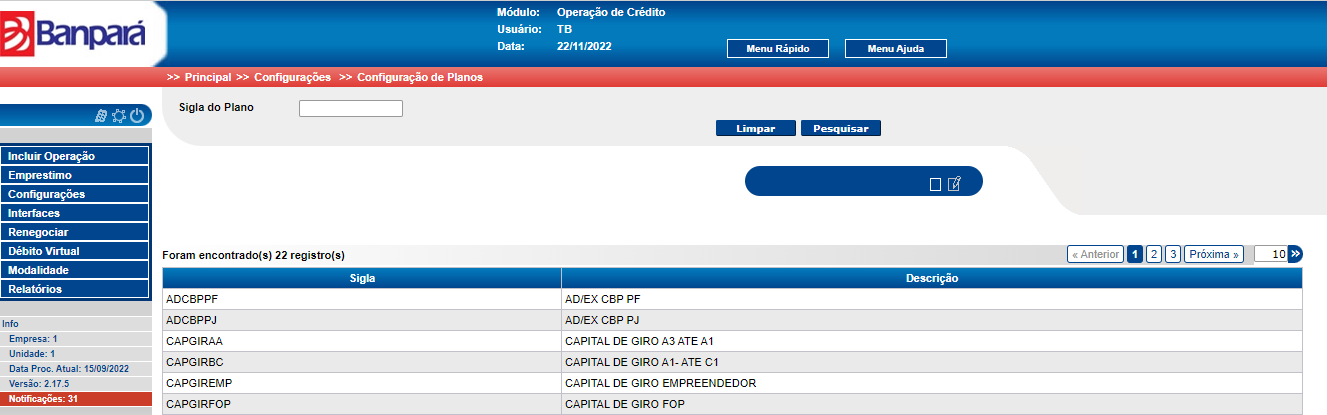 Banpará
Módulo: Operação de Crédito
Usuário: TB
Data: 22/11/2022
Menu Rápido Menu Ajuda
>> Principal >> Configurações >> Configuração de Planos
Sigla do Plano
Limpar Pesquisar
Incluir Operação
Emprestimo
Configurações
Interfaces
Renegociar
Débito Virtual
Modalidade
Relatórios
Info
Empresa: 1
Unidade: 1
Data Proc. Atual: 15/09/2022
Versão: 2.17.5
Notificações: 31
Foram encontrado(s) 22 registro(s)
« Anterior 1 2 3 Próxima » 10 »
Sigla Descrição
ADCBPPF AD/EX CBP PF
ADCBPPJ AD/EX CBP PJ
CAPGIRAA CAPITAL DE GIRO A3 ATE A1
CAPGIRBC CAPITAL DE GIRO A1- ATE C1
CAPGIREMP CAPITAL DE GIRO EMPREENDEDOR
CAPGIRFOP CAPITAL DE GIRO FOP